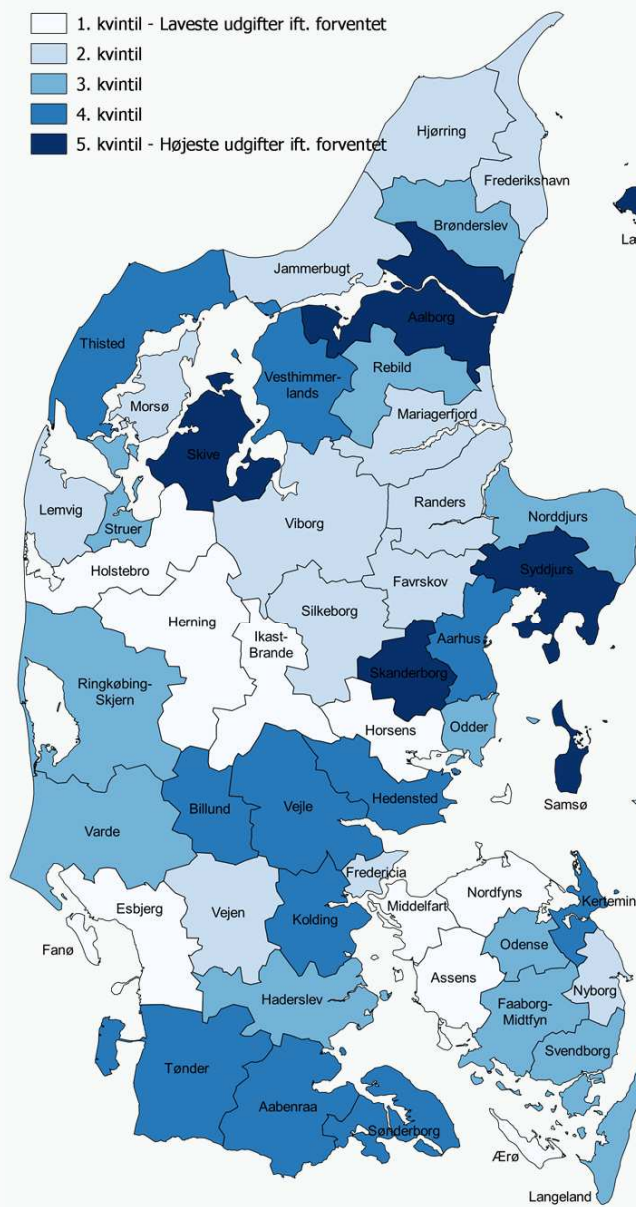 1. kvintil - Laveste udgifter ift. forventet
2. kvintil
3. kvintil
4. kvintil
5. kvintil - Højeste udgifter ift. forventet
Hjørring
Frederikshavn
Brønderslev
Læ
Jammerbugt
Aalborg
Thisted
Rebild
Vesthimmer-
lands
Morsø
Mariagerfjord
Skive
Randers
Lemvig
Norddjurs
Viborg
Struer
Holstebro
Syddjurs
Favrskov
Silkeborg
Herning
Ikast-
Brande
Aarhus
Skanderborg
Ringkøbing-
Skjern
Horsens
Odder
Hedensted
Samsø
Billund
Vejle
Varde
Fredericia
Nordfyns
Kertemin
Esbjerg
Vejen
Middelfart
Kolding
Odense
Fanø
Assens
Nyborg
Haderslev
Faaborg-
Midtfyn
Svendborg
Tønder
Aabenraa
Sønderborg
Ærø
Langeland